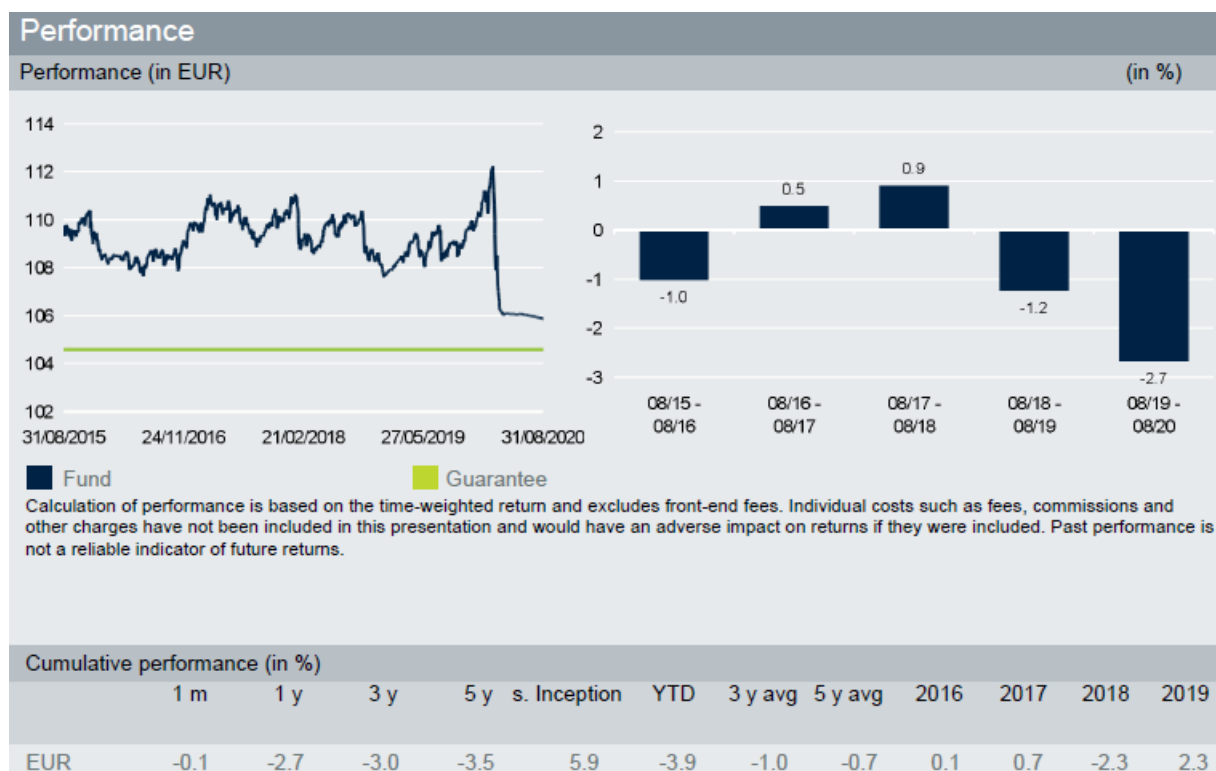 Performance
Performance (in EUR) (in %)
114
112
110
108
106
104
102
31/08/2015 24/11/2016 21/02/2018 27/05/2019 31/08/2020
2
1
0
-1
-2
-3
-1.0
0.5
0.9
-1.2
-2.7
08/15 - 08/16 - 08/17 - 08/18 - 08/19 -
08/16 08/17 08/18 08/19 08/20
Fund Guarantee
Calculation of performance is based on the time-weighted return and excludes front-end fees. Individual costs such as fees, commissions and
other charges have not been included in this presentation and would have an adverse impact on returns if they were included. Past performance is
not a reliable indicator of future returns.
Cumulative performance (in %)
1 m 1 y 3 y 5 y s. Inception YTD 3 y avg 5 y avg 2016 2017 2018 2019
EUR -0.1 -2.7 -3.0 -3.5 5.9 -3.9 -1.0 -0.7 0.1 0.7 -2.3 2.3